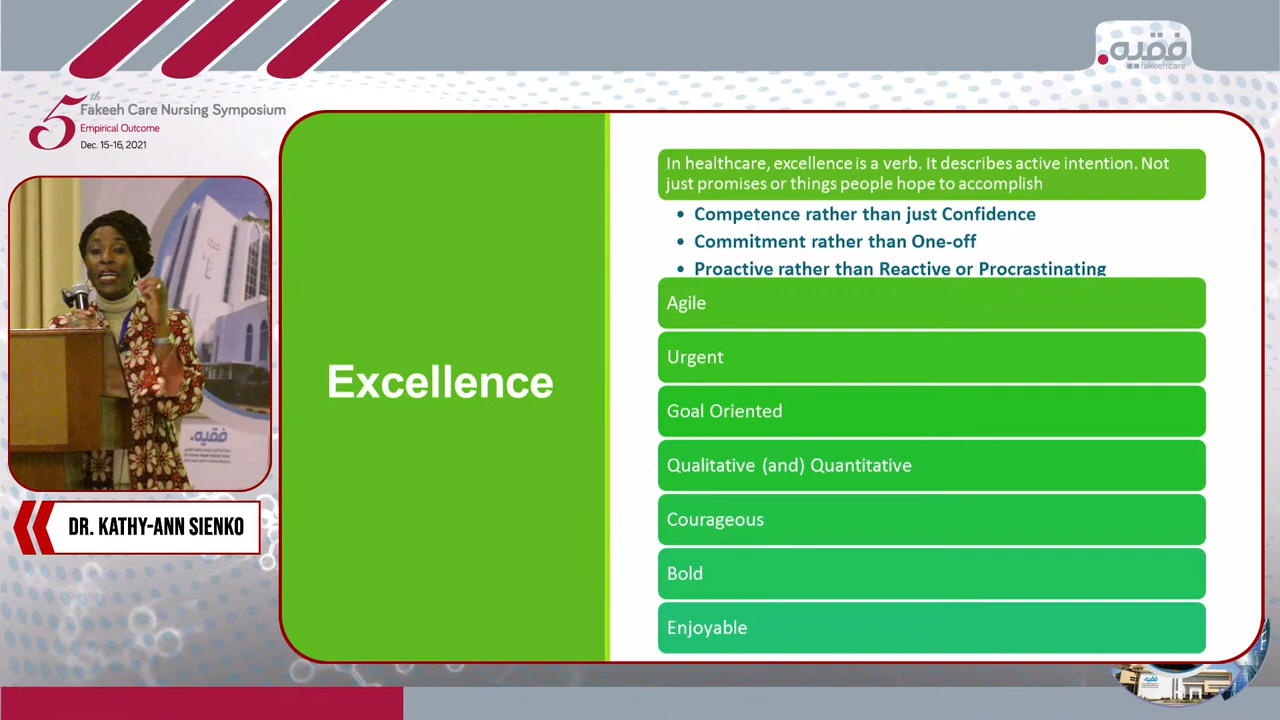 فقيه
fakeeh.care
5th
Fakeeh Care Nursing Symposium
Empirical Outcome
Dec. 15-16, 2021
فقيه
DR. KATHY-ANN SIENKO
Excellence
In healthcare, excellence is a verb. It describes active intention. Not
just promises or things people hope to accomplish
• Competence rather than just Confidence
• Commitment rather than One-off
• Proactive rather than Reactive or Procrastinating
Agile
Urgent
Goal Oriented
Qualitative (and) Quantitative
Courageous
Bold
Enjoyable
فقيه